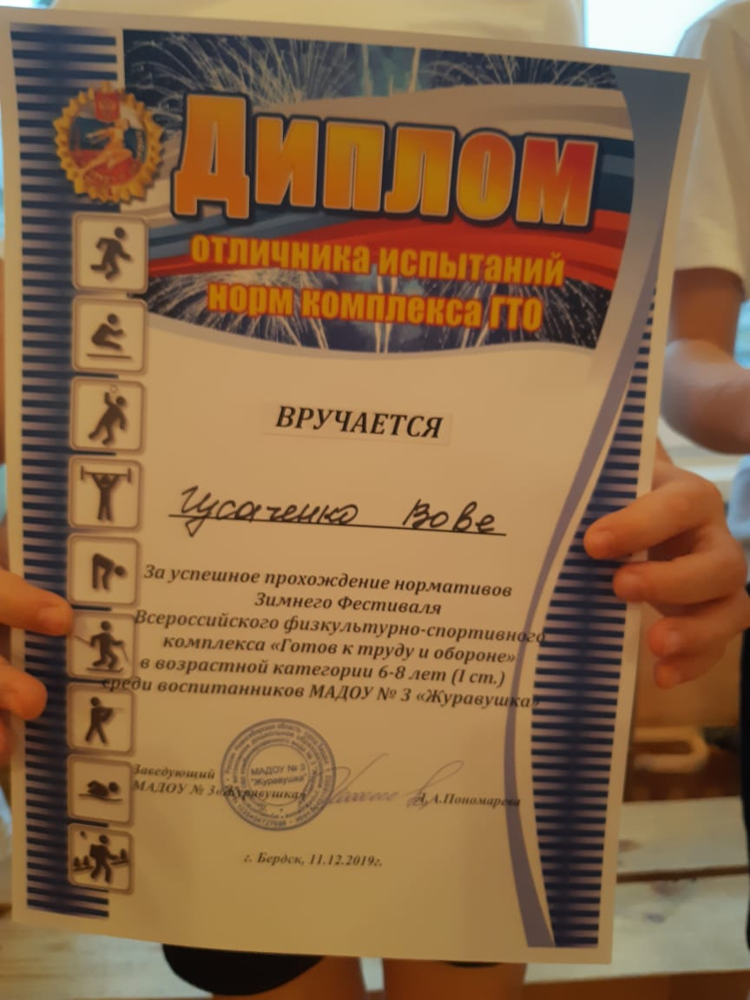 Диплом
отличника испытаний
норм комплекса ГТО
ВРУЧАЕТСЯ
Гусаченко Вове
За успешное прохождение нормативов
Зимнего Фестиваля
Всероссийского физкультурно-спортивного
комплекса «Готов к труду и обороне»
в возрастной категории 6-8 лет (I ст.)
среди воспитанников МАДОУ № 3 «Журавушка»
Заведующий
МАДОУ № 3 «Журавушка» А.А.Пономарева
МАДОУ № 3
"Журавушка"
г. Бердск, 11.12.2019г.